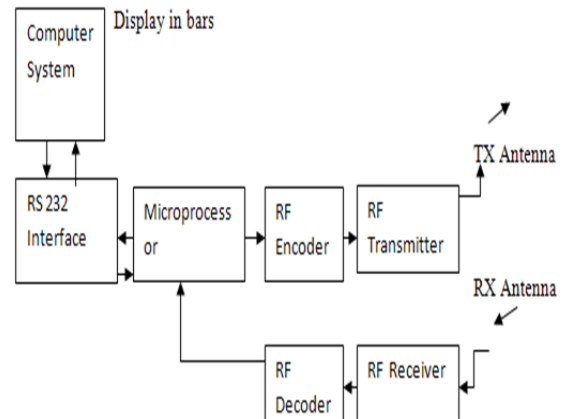 Computer
System
Display in bars
TX Antenna
RS 232
Interface
Microprocess
or
RF
Encoder
RF
Transmitter
RX Antenna
RF
Decoder
RF Receiver